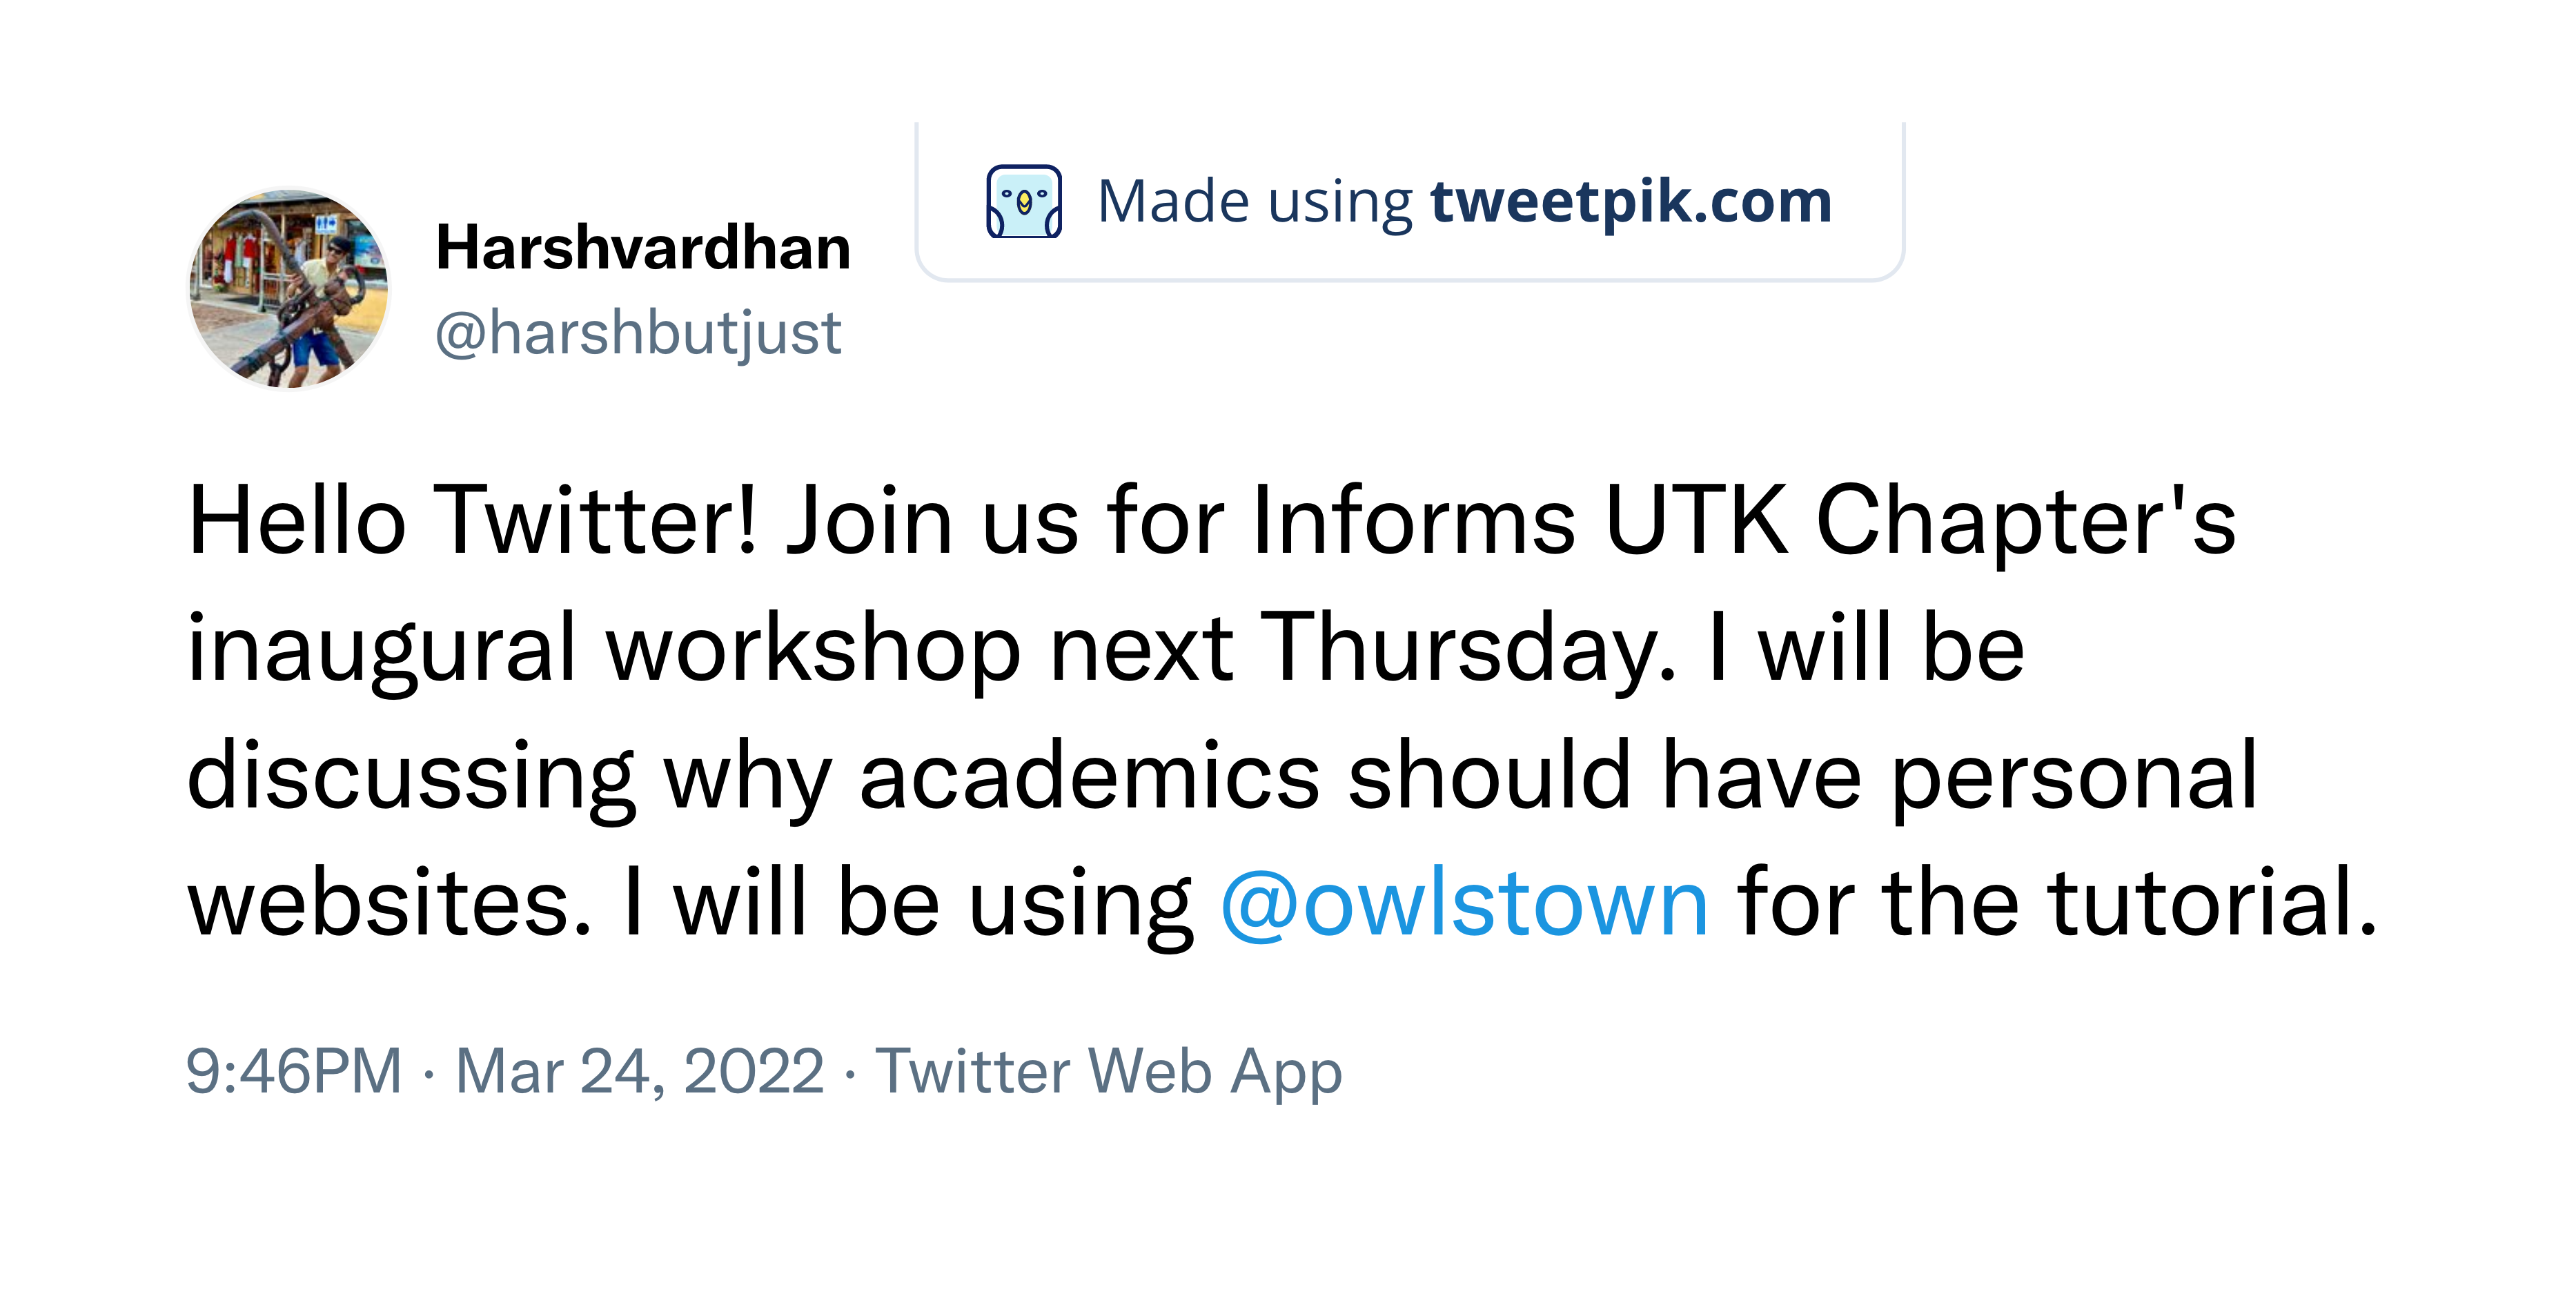 Made using tweetpik.com
Harshvardhan
@harshbutjust
Hello Twitter! Join us for Informs UTK Chapter's
inaugural workshop next Thursday. I will be
discussing why academics should have personal
websites. I will be using @owlstown for the tutorial.
9:46PM · Mar 24, 2022 · Twitter Web App